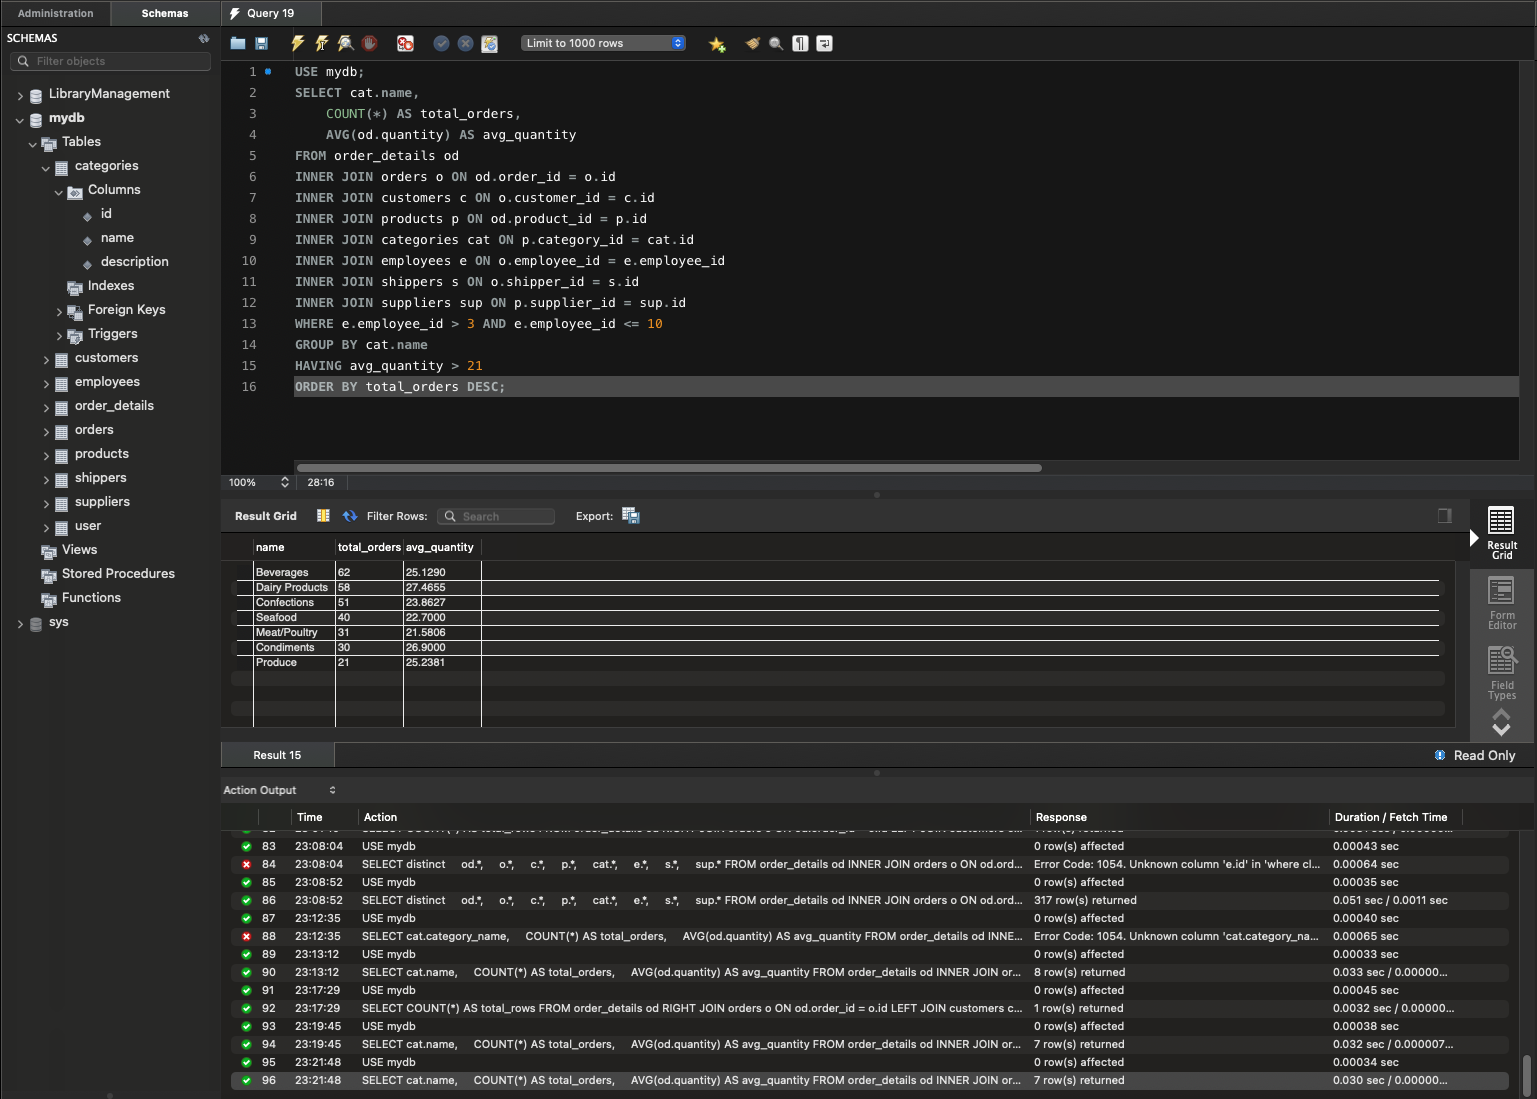 Administration
Schemas
Query 19
SCHEMAS
Filter objects
LibraryManagement
mydb
Tables
categories
Columns
id
name
description
Indexes
Foreign Keys
Triggers
customers
employees
order_details
orders
products
shippers
suppliers
user
Views
Stored Procedures
Functions
sys
Limit to 1000 rows
1 USE mydb;
2 SELECT cat.name,
3 COUNT(*) AS total_orders,
4 AVG(od.quantity) AS avg_quantity
5 FROM order_details od
6 INNER JOIN orders o ON od.order_id = o.id
7 INNER JOIN customers c ON o.customer_id = c.id
8 INNER JOIN products p ON od.product_id = p.id
9 INNER JOIN categories cat ON p.category_id = cat.id
10 INNER JOIN employees e ON o.employee_id = e.employee_id
11 INNER JOIN shippers s ON o.shipper_id = s.id
12 INNER JOIN suppliers sup ON p.supplier_id = sup.id
13 WHERE e.employee_id > 3 AND e.employee_id <= 10
14 GROUP BY cat.name
15 HAVING avg_quantity > 21
16 ORDER BY total_orders DESC;
100% 28:16
Result Grid Filter Rows: Search Export:
name total_orders avg_quantity
Beverages 62 25.1290
Dairy Products 58 27.4655
Confections 51 23.8627
Seafood 40 22.7000
Meat/Poultry 31 21.5806
Condiments 30 26.9000
Produce 21 25.2381
Result
Grid
Form
Editor
Field
Types
Result 15
Read Only
Action Output
Time Action Response Duration / Fetch Time
83 23:08:04 USE mydb 0 row(s) affected 0.00043 sec
84 23:08:04 SELECT distinct od.*, o.*, c.*, p.*, cat.*, e.*, s.*, sup.* FROM order_details od INNER JOIN orders o ON od.ord... Error Code: 1054. Unknown column 'e.id' in 'where cl... 0.00064 sec
85 23:08:52 USE mydb 0 row(s) affected 0.00035 sec
86 23:08:52 SELECT distinct od.*, o.*, c.*, p.*, cat.*, e.*, s.*, sup.* FROM order_details od INNER JOIN orders o ON od.ord... 317 row(s) returned 0.051 sec / 0.0011 sec
87 23:12:35 USE mydb 0 row(s) affected 0.00040 sec
88 23:12:35 SELECT cat.category_name, COUNT(*) AS total_orders, AVG(od.quantity) AS avg_quantity FROM order_details od INNE... Error Code: 1054. Unknown column 'cat.category_na... 0.00065 sec
89 23:13:12 USE mydb 0 row(s) affected 0.00033 sec
90 23:13:12 SELECT cat.name, COUNT(*) AS total_orders, AVG(od.quantity) AS avg_quantity FROM order_details od INNER JOIN or... 8 row(s) returned 0.033 sec / 0.00000...
91 23:17:29 USE mydb 0 row(s) affected 0.00045 sec
92 23:17:29 SELECT COUNT(*) AS total_rows FROM order_details od RIGHT JOIN orders o ON od.order_id = o.id LEFT JOIN customers c... 1 row(s) returned 0.0032 sec / 0.00000...
93 23:19:45 USE mydb 0 row(s) affected 0.00038 sec
94 23:19:45 SELECT cat.name, COUNT(*) AS total_orders, AVG(od.quantity) AS avg_quantity FROM order_details od INNER JOIN or... 7 row(s) returned 0.032 sec / 0.000007...
95 23:21:48 USE mydb 0 row(s) affected 0.00034 sec
96 23:21:48 SELECT cat.name, COUNT(*) AS total_orders, AVG(od.quantity) AS avg_quantity FROM order_details od INNER JOIN or... 7 row(s) returned 0.030 sec / 0.00000...